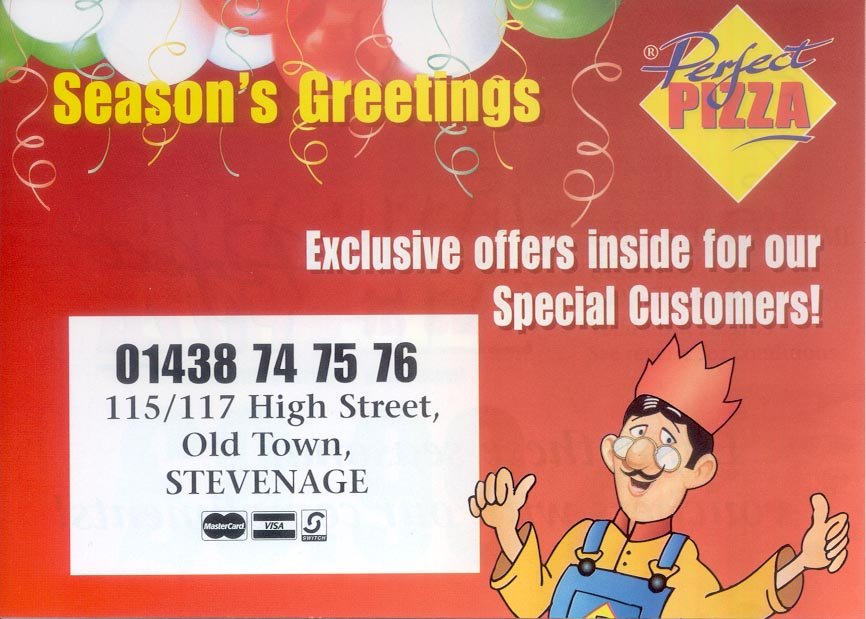 Season's Greetings
® Perfect
PIZZA
Exclusive offers inside for our
Special Customers!
01438 74 75 76
115/117 High Street,
Old Town,
STEVENAGE
MasterCard VISA S
SWITCH